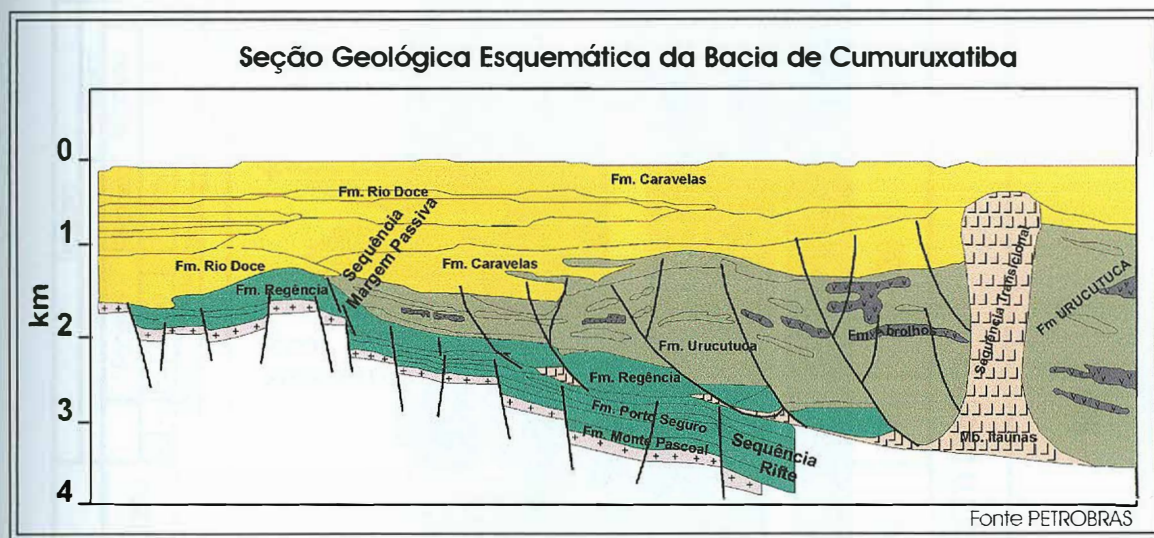 Seção Geológica Esquemática da Bacia de Cumuruxatiba
0
1
2
3
4
km
Fm. Rio Doce
Fm. Caravelas
Sequência
Margem Passiva
Fm. Rio Doce
Fm. Caravelas
Fm. Regência
Fm. Urucutuca
Fm. Abrolhos
Sequência Transicional
Fm URUCUTUCA
Fm. Regência
Fm. Porto Seguro
Fm. Monte Pascoal
Sequência
Rifte
Mb. Itaúnas
Fonte PETROBRAS